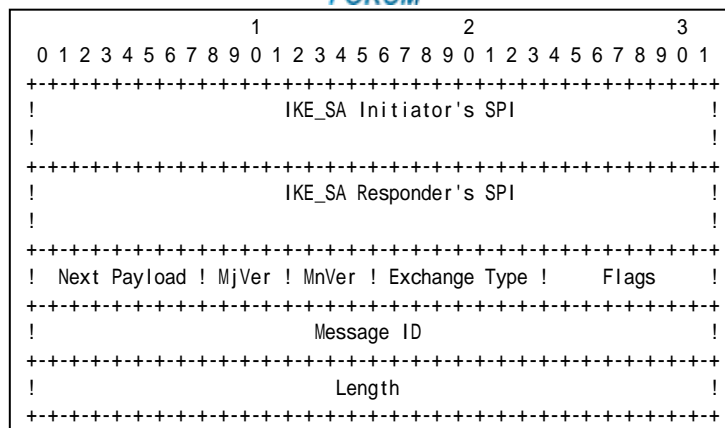 FORUM
                     1                   2                   3
 0 1 2 3 4 5 6 7 8 9 0 1 2 3 4 5 6 7 8 9 0 1 2 3 4 5 6 7 8 9 0 1
+-+-+-+-+-+-+-+-+-+-+-+-+-+-+-+-+-+-+-+-+-+-+-+-+-+-+-+-+-+-+-+-+
!                       IKE_SA Initiator's SPI                  !
!                                                               !
+-+-+-+-+-+-+-+-+-+-+-+-+-+-+-+-+-+-+-+-+-+-+-+-+-+-+-+-+-+-+-+-+
!                       IKE_SA Responder's SPI                  !
!                                                               !
+-+-+-+-+-+-+-+-+-+-+-+-+-+-+-+-+-+-+-+-+-+-+-+-+-+-+-+-+-+-+-+-+
!  Next Payload ! MjVer ! MnVer ! Exchange Type !     Flags     !
+-+-+-+-+-+-+-+-+-+-+-+-+-+-+-+-+-+-+-+-+-+-+-+-+-+-+-+-+-+-+-+-+
!                          Message ID                           !
+-+-+-+-+-+-+-+-+-+-+-+-+-+-+-+-+-+-+-+-+-+-+-+-+-+-+-+-+-+-+-+-+
!                            Length                             !
+-+-+-+-+-+-+-+-+-+-+-+-+-+-+-+-+-+-+-+-+-+-+-+-+-+-+-+-+-+-+-+-+